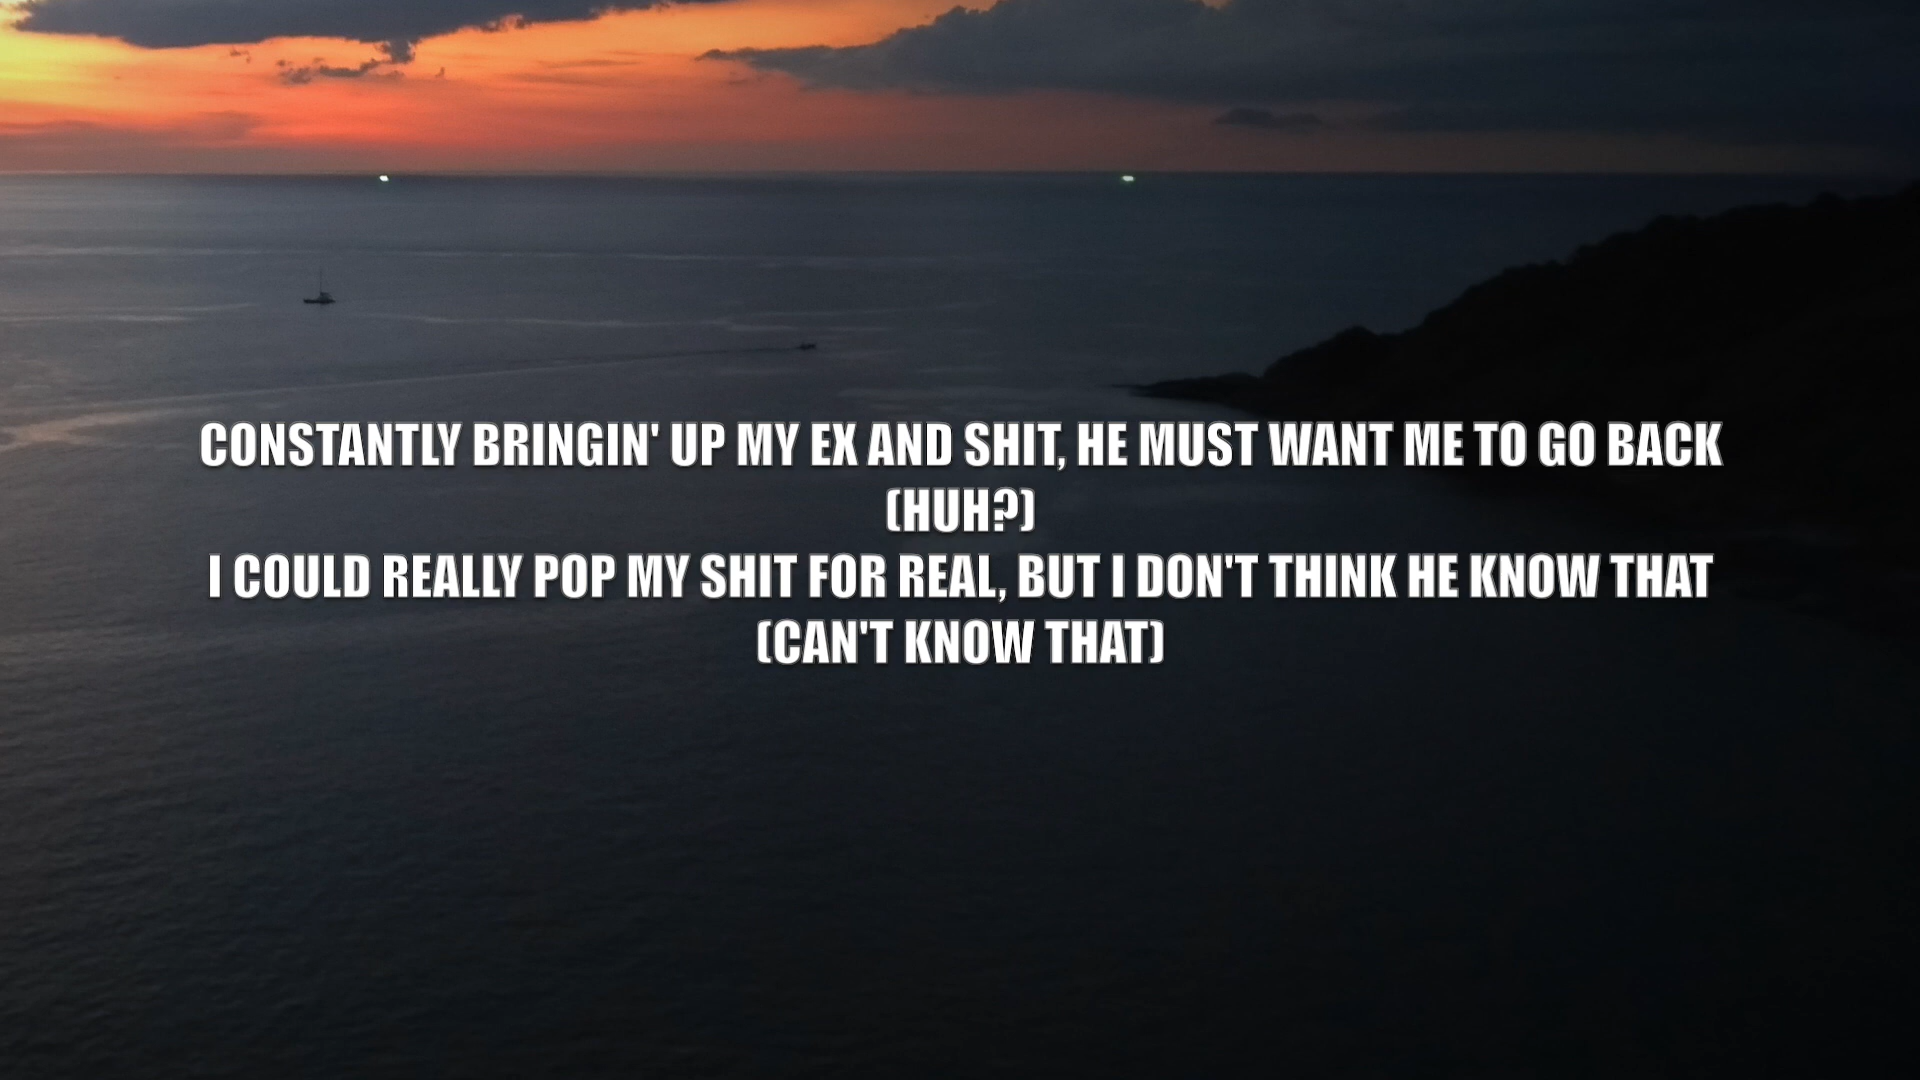 CONSTANTLY BRINGIN' UP MY EX AND SHIT, HE MUST WANT ME TO GO BACK
(HUH?)
I COULD REALLY POP MY SHIT FOR REAL, BUT I DON'T THINK HE KNOW THAT
(CAN'T KNOW THAT)